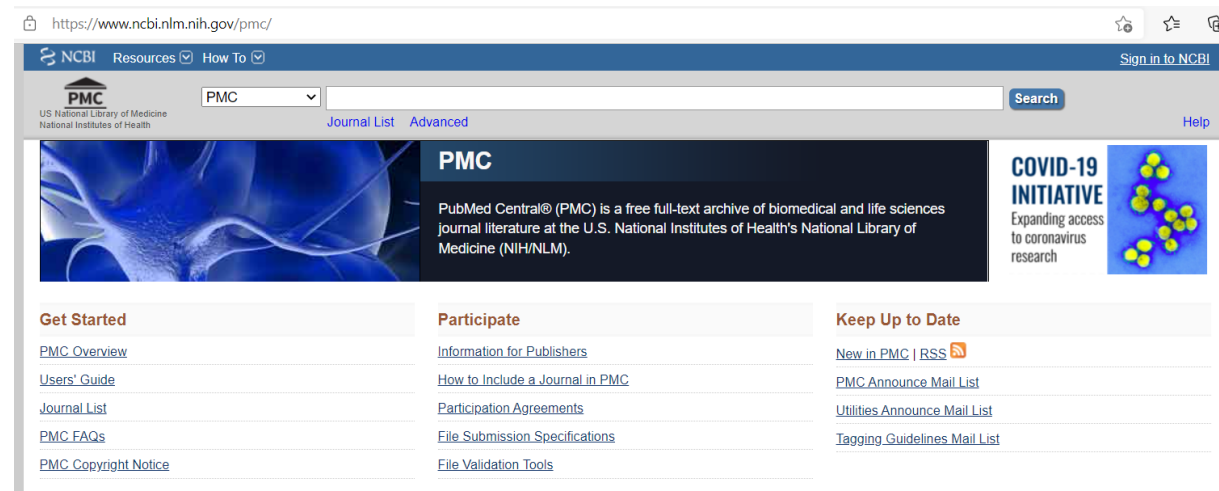 https://www.ncbi.nlm.nih.gov/pmc/
NCBI Resources How To Sign in to NCBI
PMC
US National Library of Medicine
National Institutes of Health
PMC Search
Journal List Advanced Help
PMC
PubMed Central® (PMC) is a free full-text archive of biomedical and life sciences
journal literature at the U.S. National Institutes of Health's National Library of
Medicine (NIH/NLM).
COVID-19
INITIATIVE
Expanding access
to coronavirus
research
Get Started
PMC Overview
Users' Guide
Journal List
PMC FAQs
PMC Copyright Notice
Participate
Information for Publishers
How to Include a Journal in PMC
Participation Agreements
File Submission Specifications
File Validation Tools
Keep Up to Date
New in PMC | RSS
PMC Announce Mail List
Utilities Announce Mail List
Tagging Guidelines Mail List